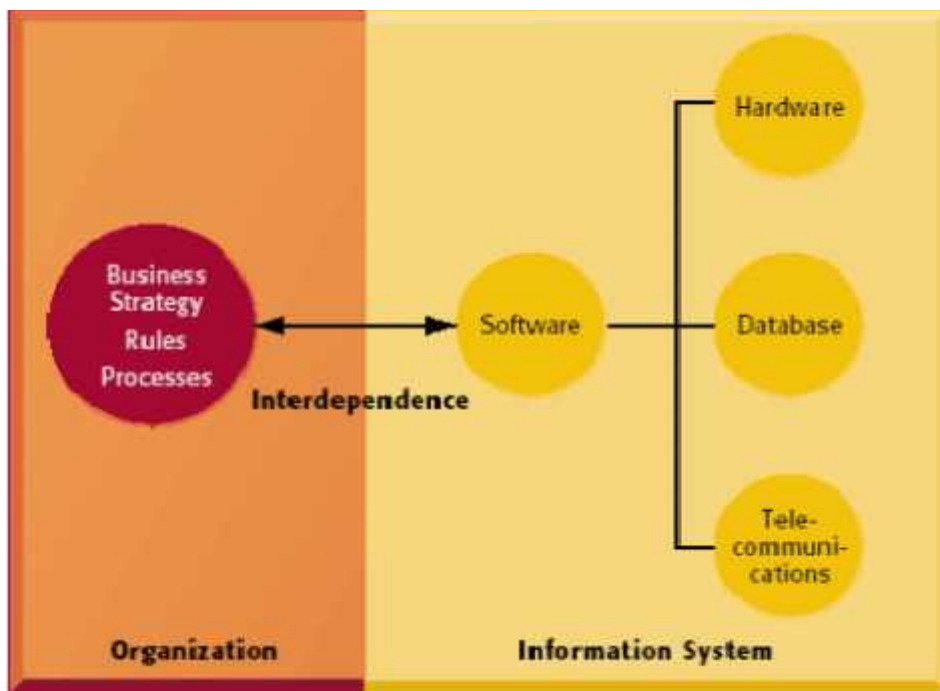 Business
Strategy
Rules
Processes
Interdependence
Software
Hardware
Database
Tele-
communi-
cations
Organization
Information System